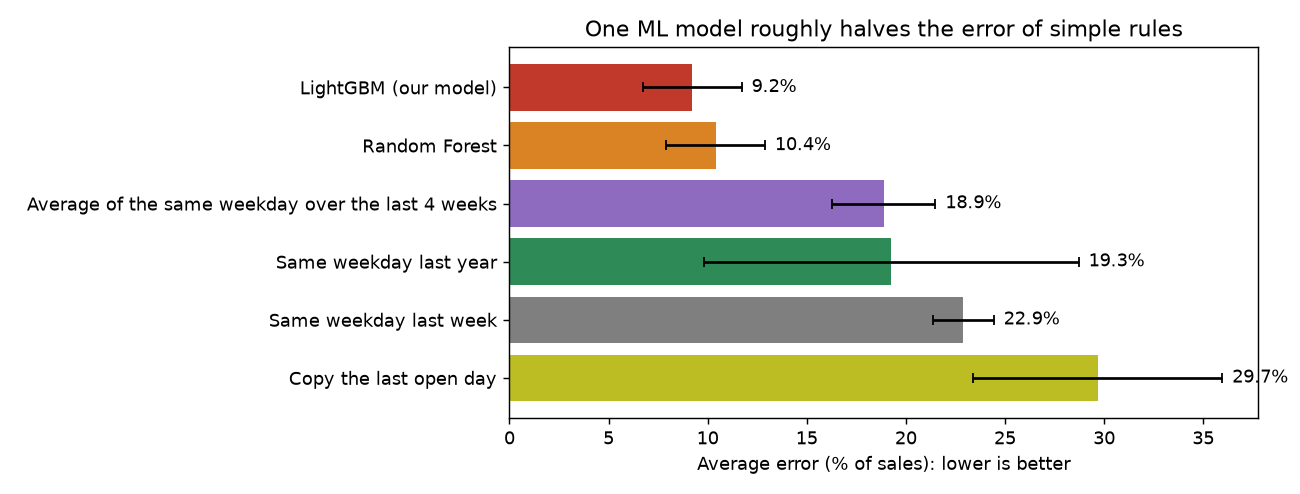 One ML model roughly halves the error of simple rules
LightGBM (our model)
9.2%
Random Forest
10.4%
Average of the same weekday over the last 4 weeks
18.9%
Same weekday last year
19.3%
Same weekday last week
22.9%
Copy the last open day
29.7%
0 5 10 15 20 25 30 35
Average error (% of sales): lower is better